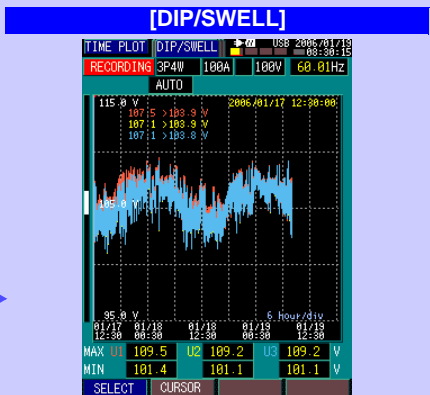 [DIP/SWELL]
TIME PLOT DIP/SWELL USB 2006/01/19
08:30:15
RECORDING 3P4W 100A 100V 60.01Hz
AUTO
115.0 V 2006/01/17 12:30:00
107.5 >103.9 V
107.1 >103.9 V
107.1 >103.8 V
105.0 V
95.0 V 6 hour/div
01/17 01/18 01/18 01/19 01/19
12:30 00:30 12:30 00:30 12:30
MAX U1 109.5 U2 109.2 U3 109.2 V
MIN 101.4 101.1 101.1 V
SELECT CURSOR